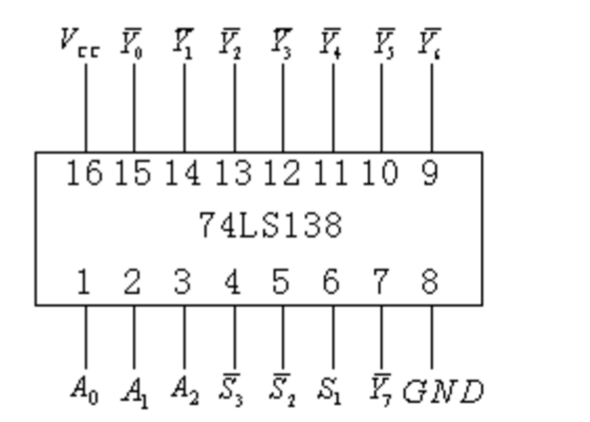 V̅cc Y̅₀ Y̅₁ Y̅₂ Y̅₃ Y̅₄ Y̅₅ Y̅₆
16 15 14 13 12 11 10 9
74LS138
1 2 3 4 5 6 7 8
A₀ A₁ A₂ S̅₃ S̅₂ S₁ Y̅₇ GND